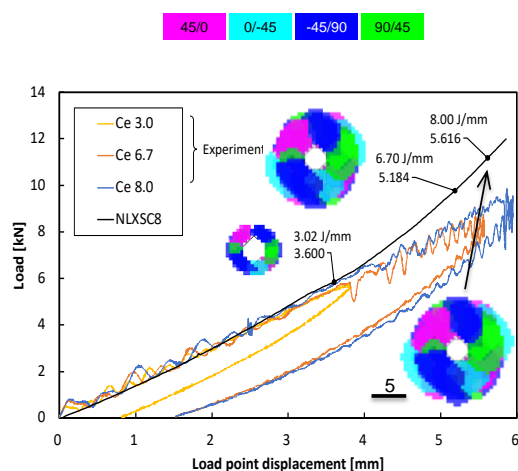 45/0 0/-45 -45/90 90/45
14
12
10
8
6
4
2
0
Load [kN]
Ce 3.0
Ce 6.7
Ce 8.0
NLXSC8
Experiment
8.00 J/mm
5.616
6.70 J/mm
5.184
3.02 J/mm
3.600
5
0 1 2 3 4 5 6
Load point displacement [mm]